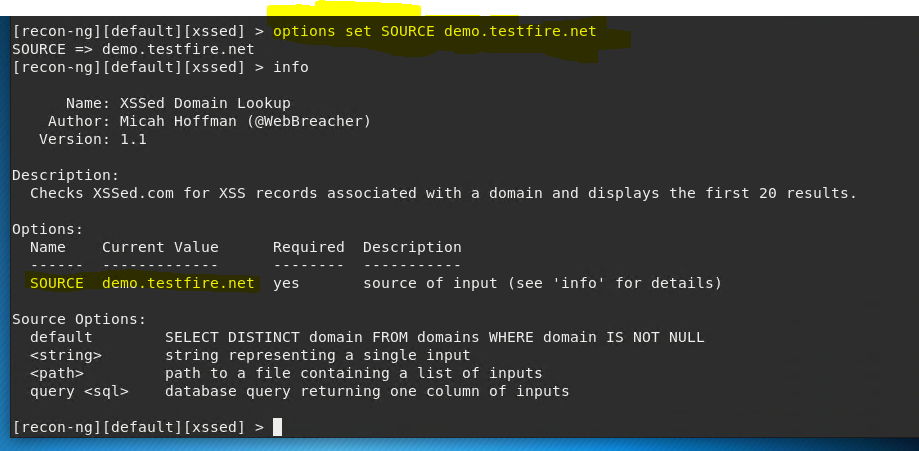 [recon-ng][default][xssed] > options set SOURCE demo.testfire.net
SOURCE => demo.testfire.net
[recon-ng][default][xssed] > info
Name: XSSed Domain Lookup
Author: Micah Hoffman (@WebBreacher)
Version: 1.1
Description:
Checks XSSed.com for XSS records associated with a domain and displays the first 20 results.
Options:
Name Current Value Required Description
------ ------------- -------- -----------
SOURCE demo.testfire.net yes source of input (see 'info' for details)
Source Options:
default SELECT DISTINCT domain FROM domains WHERE domain IS NOT NULL
<string> string representing a single input
<path> path to a file containing a list of inputs
query <sql> database query returning one column of inputs
[recon-ng][default][xssed] >